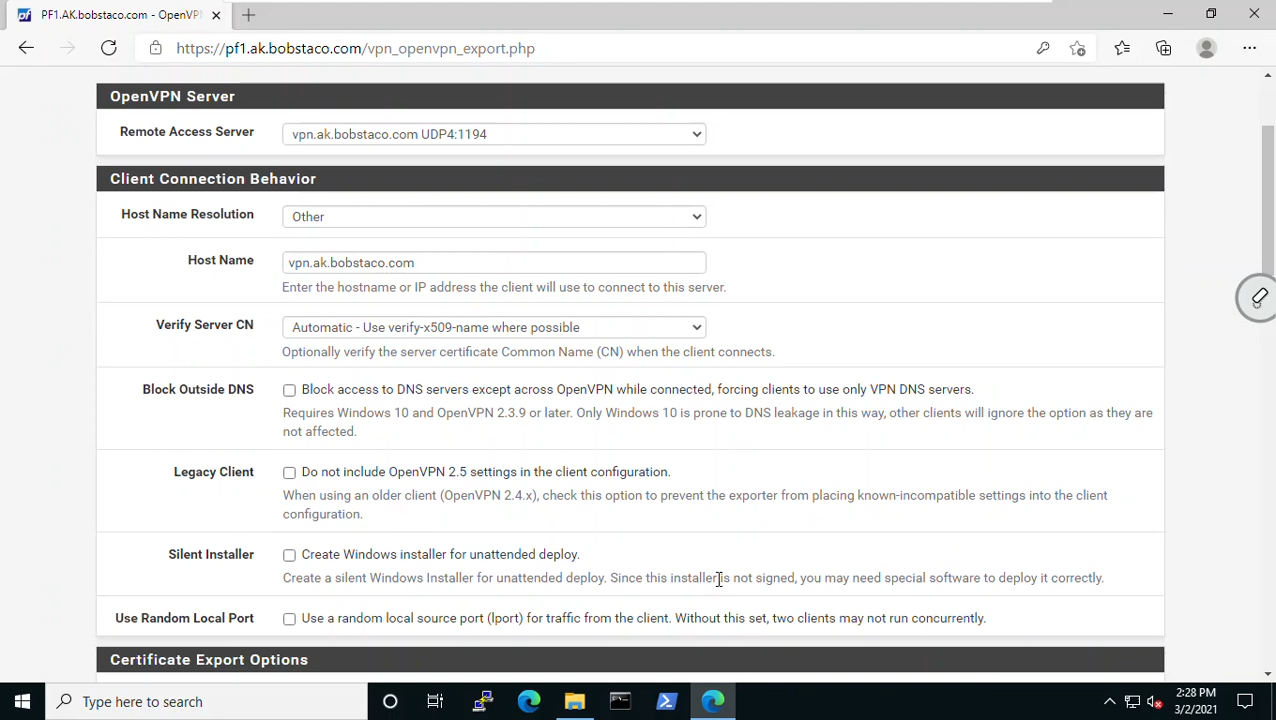 PF1.AK.bobstaco.com - OpenVPN
https://pf1.ak.bobstaco.com/vpn_openvpn_export.php
OpenVPN Server
Remote Access Server
vpn.ak.bobstaco.com UDP4:1194
Client Connection Behavior
Host Name Resolution
Other
Host Name
vpn.ak.bobstaco.com
Enter the hostname or IP address the client will use to connect to this server.
Verify Server CN
Automatic - Use verify-x509-name where possible
Optionally verify the server certificate Common Name (CN) when the client connects.
Block Outside DNS
Block access to DNS servers except across OpenVPN while connected, forcing clients to use only VPN DNS servers.
Requires Windows 10 and OpenVPN 2.3.9 or later. Only Windows 10 is prone to DNS leakage in this way, other clients will ignore the option as they are
not affected.
Legacy Client
Do not include OpenVPN 2.5 settings in the client configuration.
When using an older client (OpenVPN 2.4.x), check this option to prevent the exporter from placing known-incompatible settings into the client
configuration.
Silent Installer
Create Windows installer for unattended deploy.
Create a silent Windows Installer for unattended deploy. Since this installer is not signed, you may need special software to deploy it correctly.
Use Random Local Port
Use a random local source port (lport) for traffic from the client. Without this set, two clients may not run concurrently.
Certificate Export Options
Type here to search
2:28 PM
3/2/2021